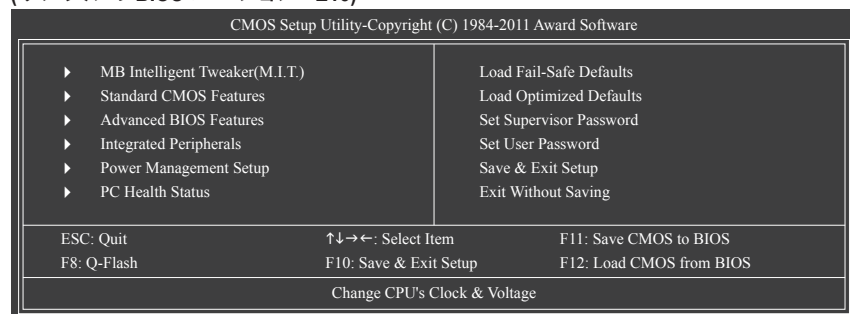 CMOS Setup Utility-Copyright (C) 1984-2011 Award Software
MB Intelligent Tweaker(M.I.T.)
Standard CMOS Features
Advanced BIOS Features
Integrated Peripherals
Power Management Setup
PC Health Status
Load Fail-Safe Defaults
Load Optimized Defaults
Set Supervisor Password
Set User Password
Save & Exit Setup
Exit Without Saving
ESC: Quit ↑↓→←: Select Item F11: Save CMOS to BIOS
F8: Q-Flash F10: Save & Exit Setup F12: Load CMOS from BIOS
Change CPU's Clock & Voltage